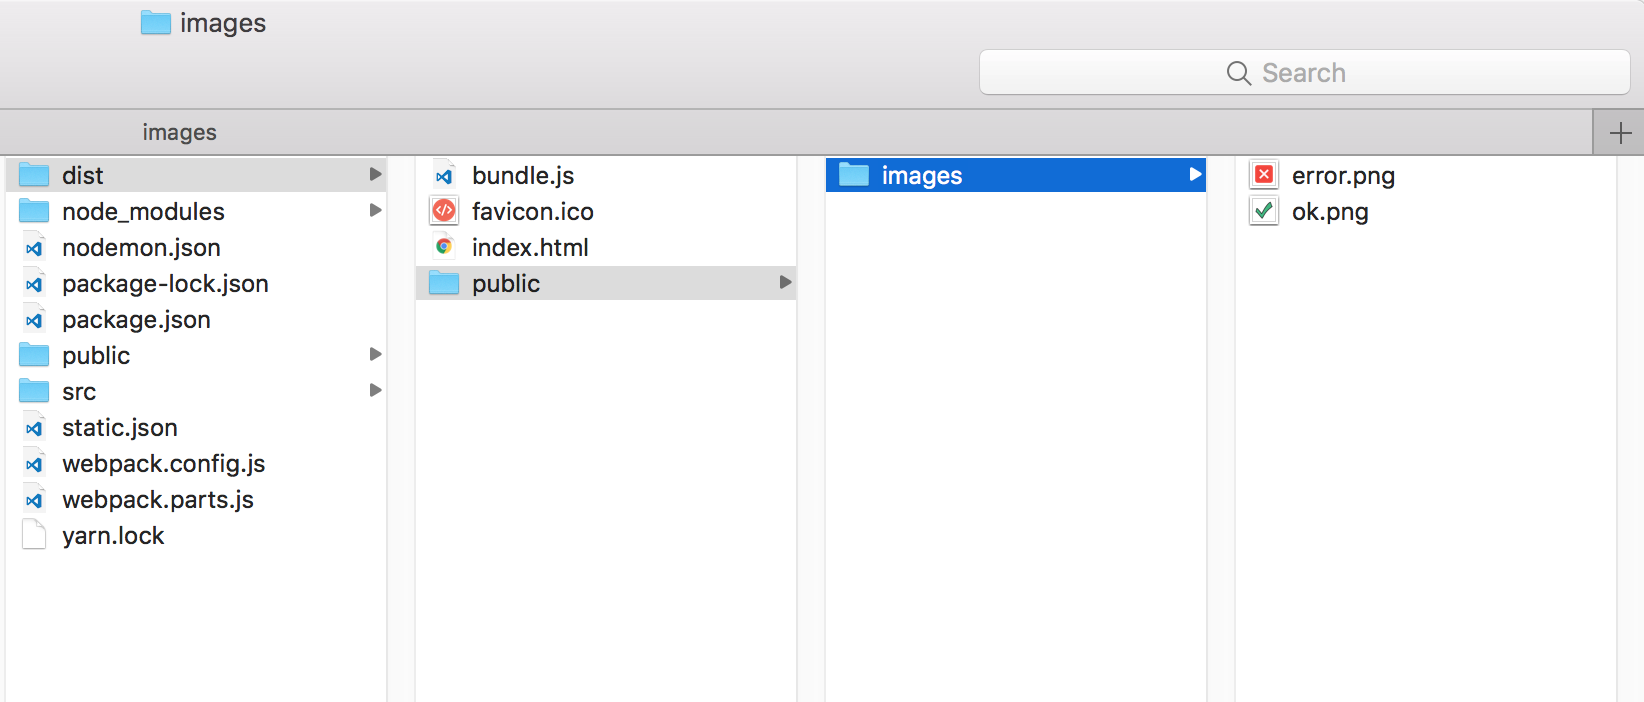 images
Search
images
dist
node_modules
nodemon.json
package-lock.json
package.json
public
src
static.json
webpack.config.js
webpack.parts.js
yarn.lock
bundle.js
favicon.ico
index.html
public
images
error.png
ok.png